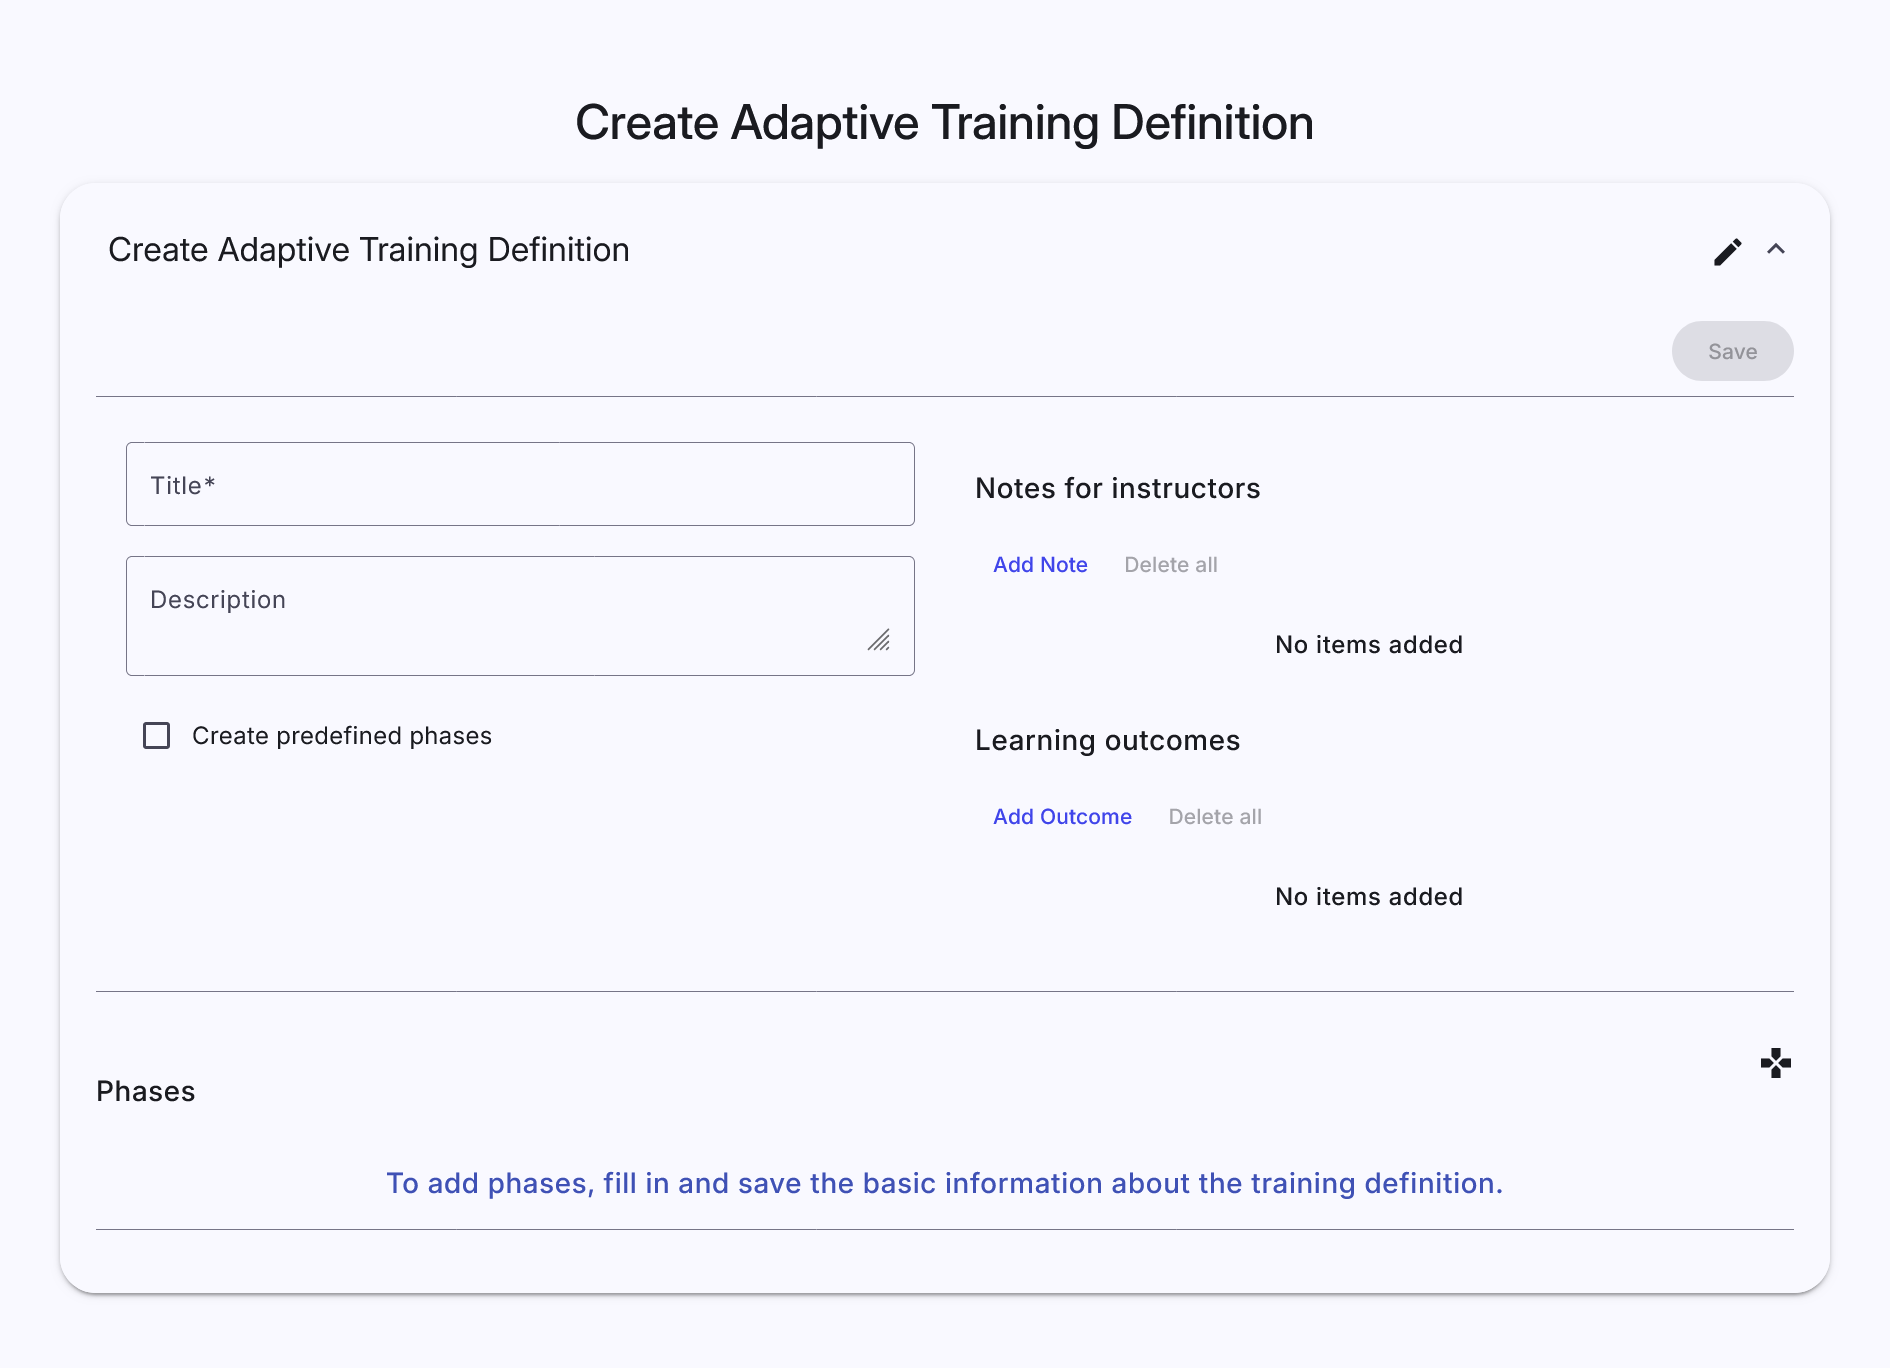 Create Adaptive Training Definition
Create Adaptive Training Definition
Save
Title*
Description
Create predefined phases
Notes for instructors
Add Note Delete all
No items added
Learning outcomes
Add Outcome Delete all
No items added
Phases
To add phases, fill in and save the basic information about the training definition.